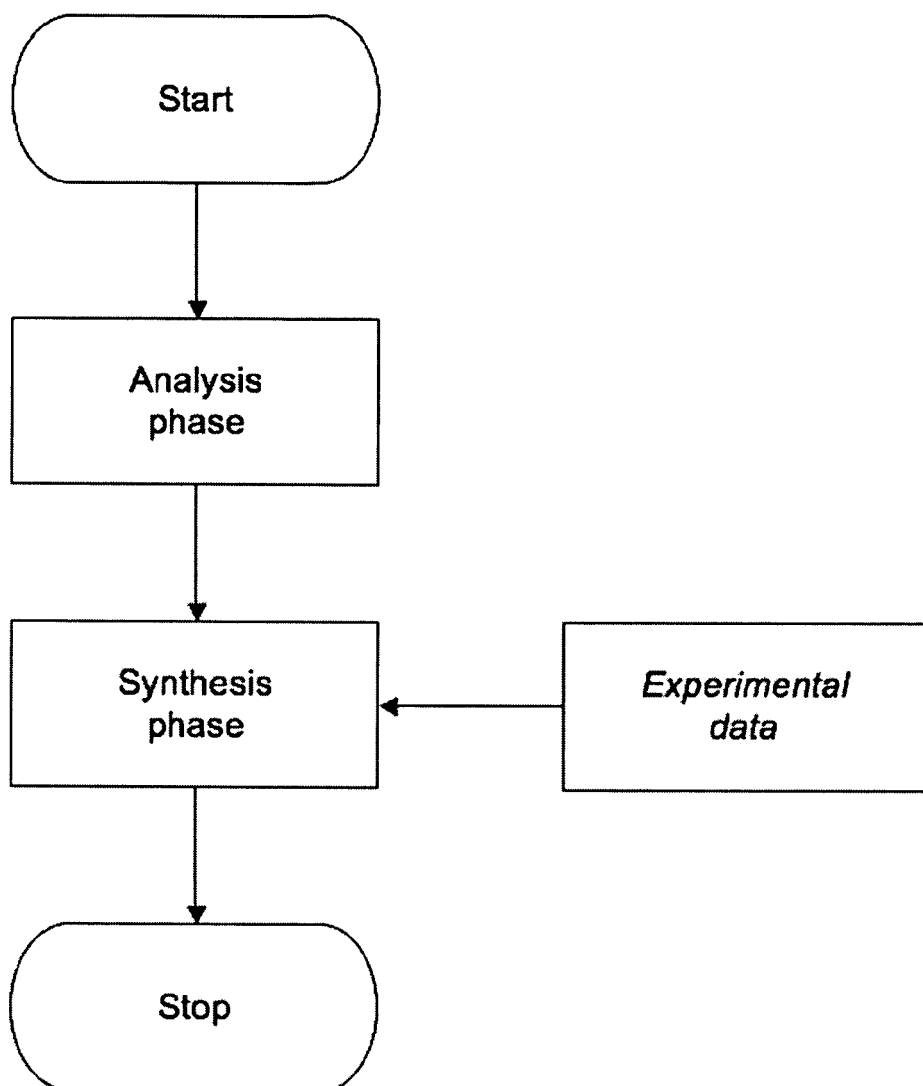 Start
Analysis
phase
Synthesis
phase
Experimental
data
Stop